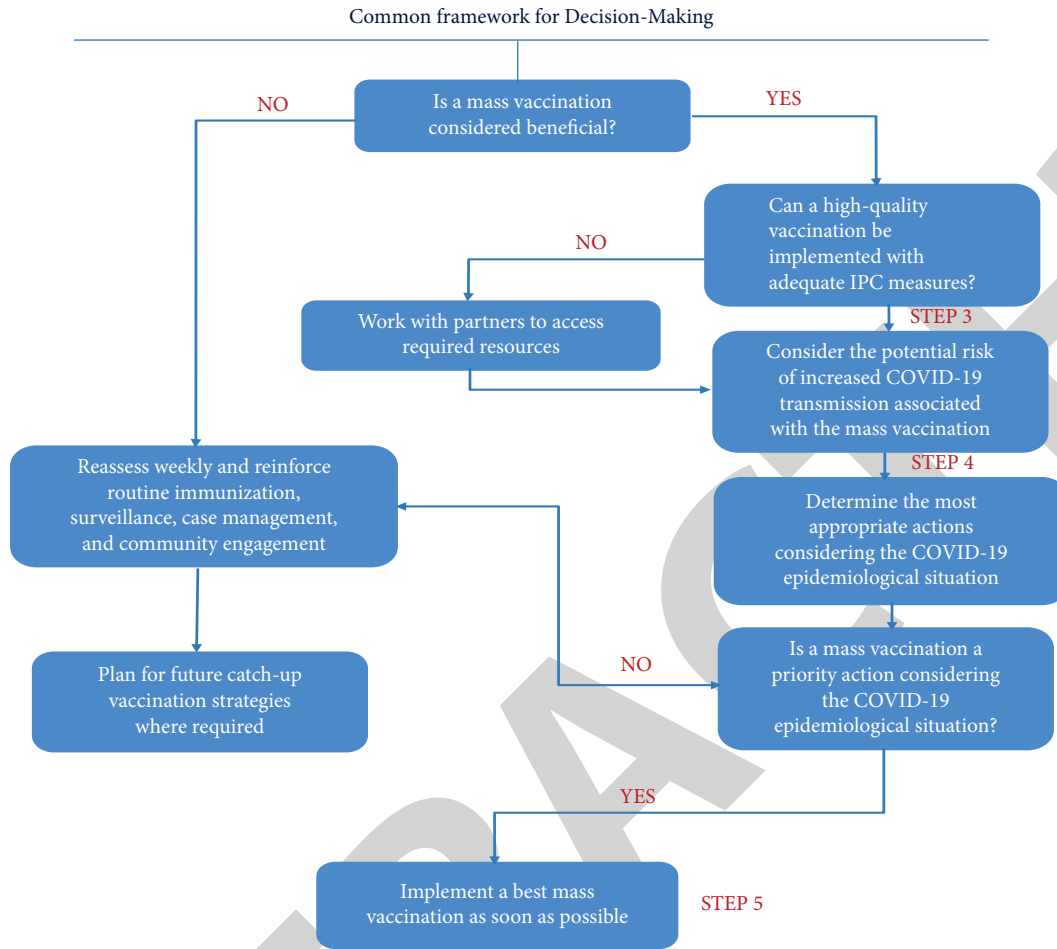 Common framework for Decision-Making
NO
Is a mass vaccination
considered beneficial?
YES
Can a high-quality
vaccination be
implemented with
adequate IPC measures?
NO
STEP 3
Work with partners to access
required resources
Consider the potential risk
of increased COVID-19
transmission associated
with the mass vaccination
STEP 4
Reassess weekly and reinforce
routine immunization,
surveillance, case management,
and community engagement
Determine the most
appropriate actions
considering the COVID-19
epidemiological situation
Plan for future catch-up
vaccination strategies
where required
NO
Is a mass vaccination a
priority action considering
the COVID-19
epidemiological situation?
YES
Implement a best mass
vaccination as soon as possible
STEP 5